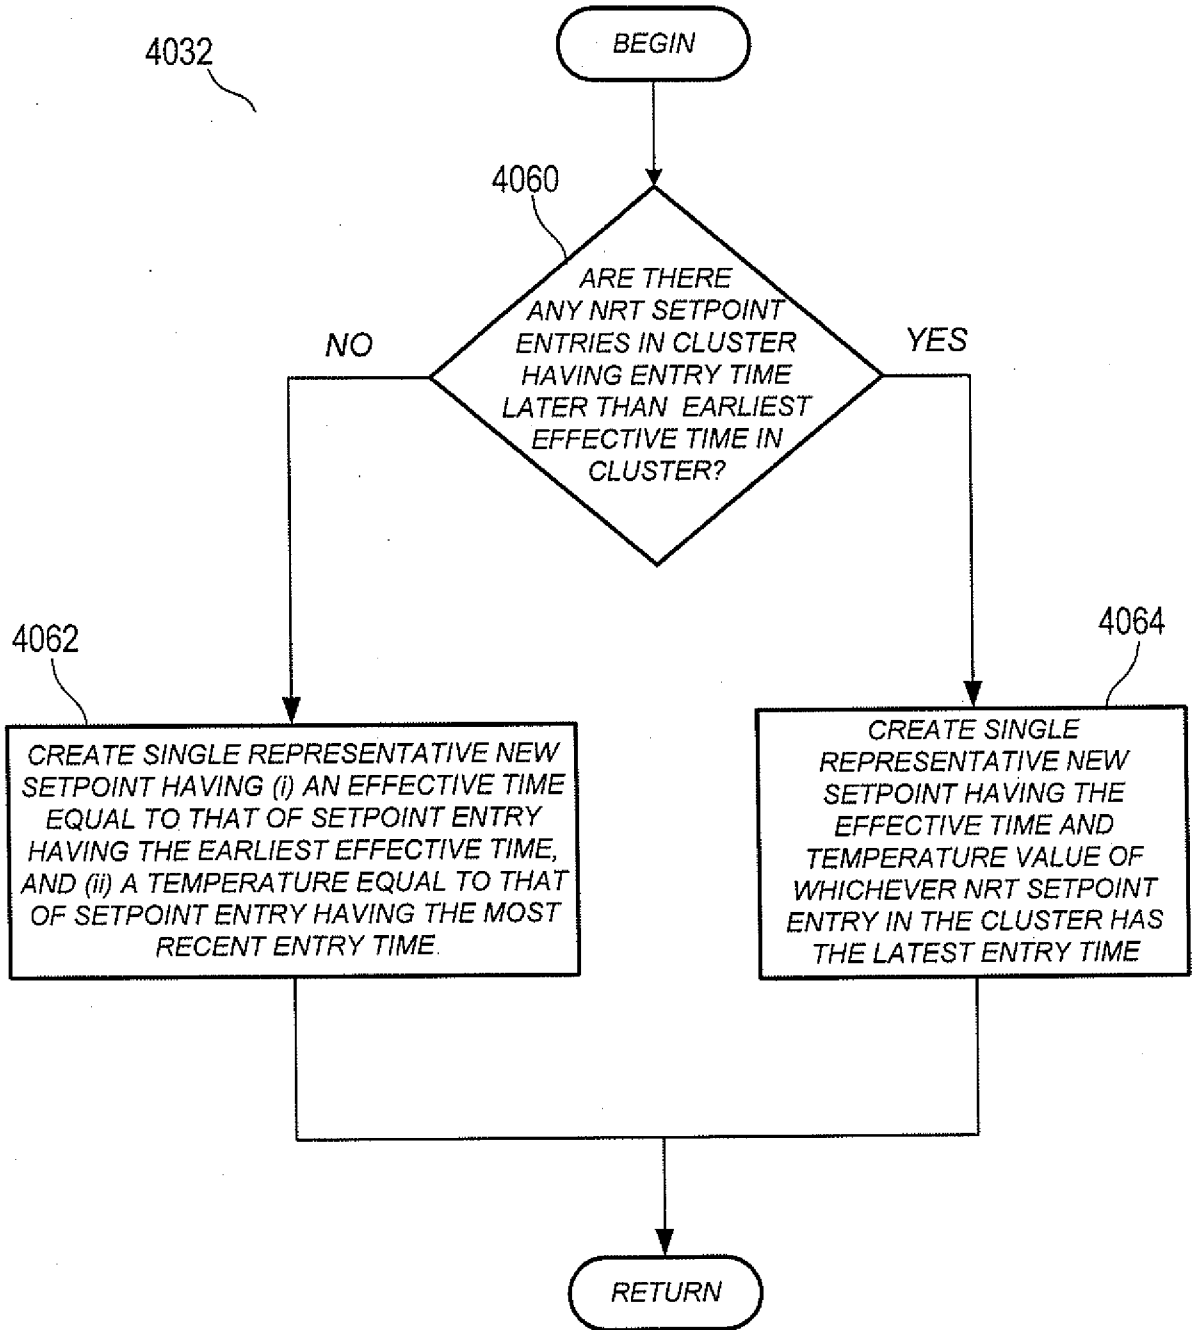 4032
BEGIN
4060
ARE THERE
ANY NRT SETPOINT
ENTRIES IN CLUSTER
HAVING ENTRY TIME
LATER THAN EARLIEST
EFFECTIVE TIME IN
CLUSTER?
NO
YES
4062
CREATE SINGLE REPRESENTATIVE NEW
SETPOINT HAVING (i) AN EFFECTIVE TIME
EQUAL TO THAT OF SETPOINT ENTRY
HAVING THE EARLIEST EFFECTIVE TIME,
AND (ii) A TEMPERATURE EQUAL TO THAT
OF SETPOINT ENTRY HAVING THE MOST
RECENT ENTRY TIME.
4064
CREATE SINGLE
REPRESENTATIVE NEW
SETPOINT HAVING THE
EFFECTIVE TIME AND
TEMPERATURE VALUE OF
WHICHEVER NRT SETPOINT
ENTRY IN THE CLUSTER HAS
THE LATEST ENTRY TIME
RETURN